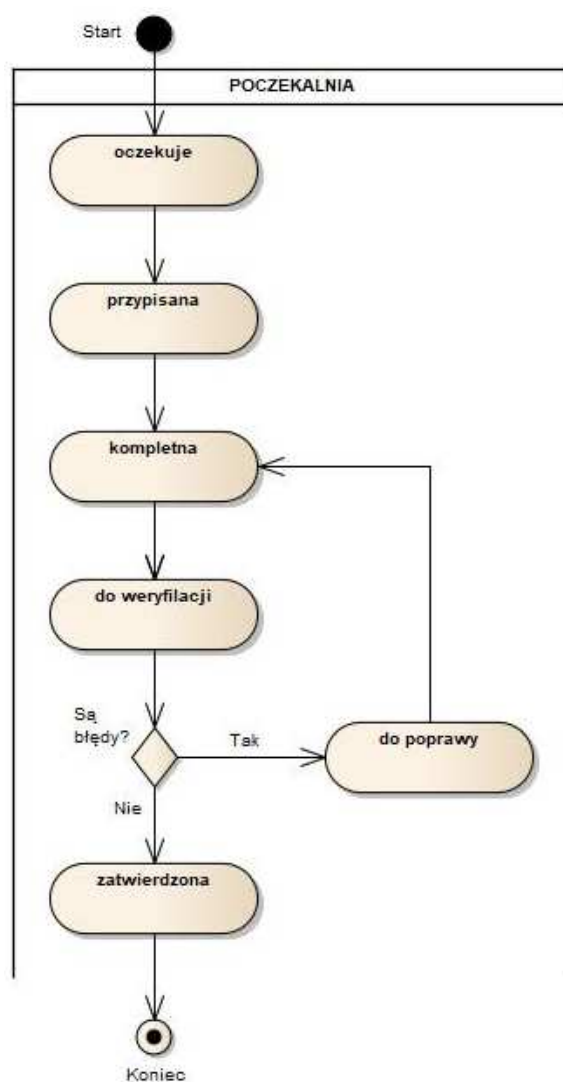 Start
POCZEKALNIA
oczekuje
przypisana
kompletna
do weryfilacji
Są
błędy?
Tak
do poprawy
Nie
zatwierdzona
Koniec